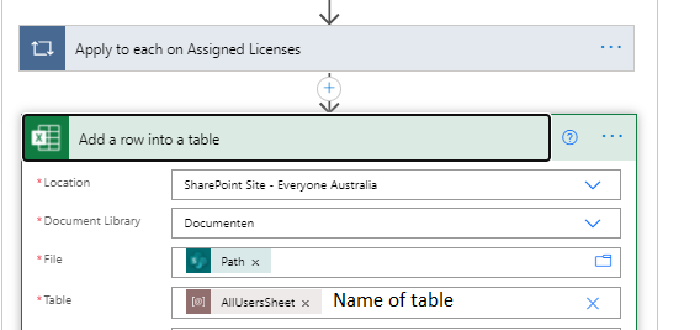 Apply to each on Assigned Licenses
Add a row into a table
*Location
SharePoint Site - Everyone Australia
*Document Library
Documenten
*File
Path
*Table
AllUsersSheet
Name of table